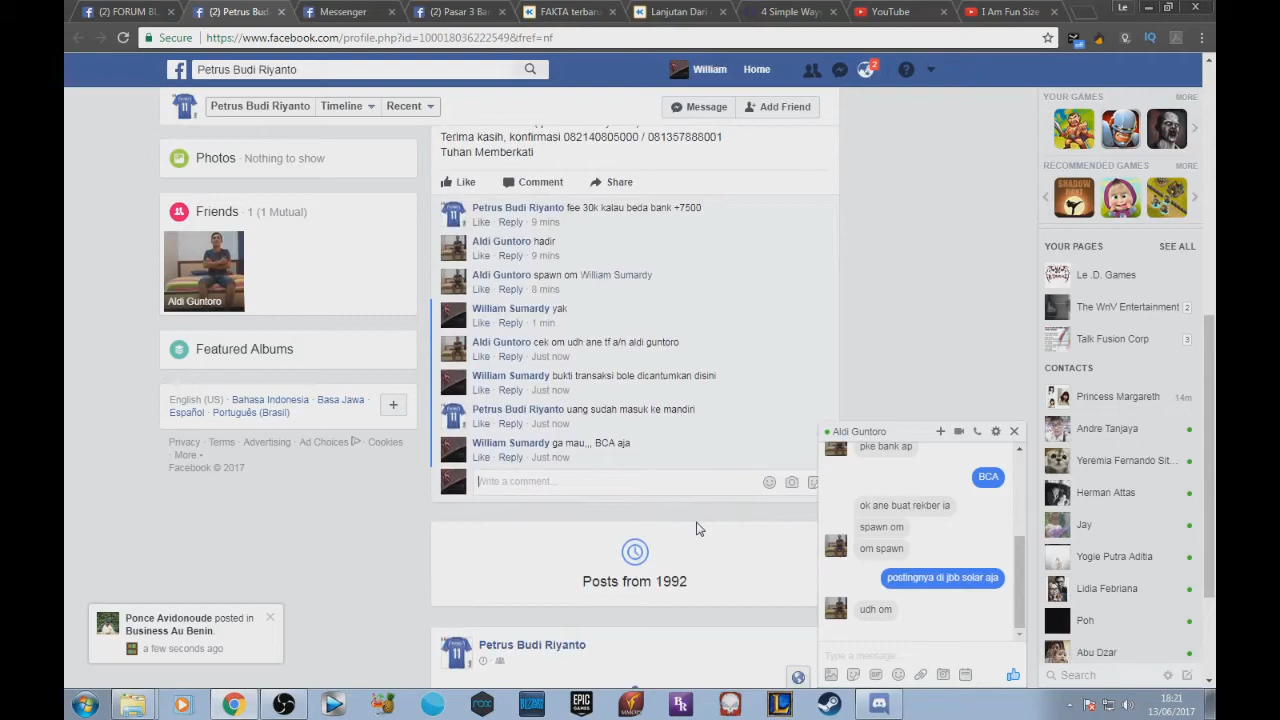 (2) FORUM BL
(2) Petrus Bud
Messenger
(2) Pasar 3 Ban
FAKTA terbaru
Lanjutan Dari
4 Simple Ways
YouTube
I Am Fun Size
Le
Secure
https://www.facebook.com/profile.php?id=100018036222549&fref=nf
Petrus Budi Riyanto
William
Home
2
Petrus Budi Riyanto
Timeline
Recent
Message
Add Friend
Terima kasih, konfirmasi 082140805000 / 081357888001
Tuhan Memberkati
Like
Comment
Share
Photos · Nothing to show
Friends · 1 (1 Mutual)
Aldi Guntoro
Featured Albums
English (US) · Bahasa Indonesia · Basa Jawa ·
Español · Português (Brasil)
Privacy · Terms · Advertising · Ad Choices · Cookies
· More
Facebook © 2017
Petrus Budi Riyanto fee 30k kalau beda bank +7500
Like · Reply · 9 mins
Aldi Guntoro hadir
Like · Reply · 9 mins
Aldi Guntoro spawn om William Sumardy
Like · Reply · 8 mins
William Sumardy yak
Like · Reply · 1 min
Aldi Guntoro cek om udh ane tf a/n aldi guntoro
Like · Reply · Just now
William Sumardy bukti transaksi bole dicantumkan disini
Like · Reply · Just now
Petrus Budi Riyanto uang sudah masuk ke mandiri
Like · Reply · Just now
William Sumardy ga mau,,, BCA aja
Like · Reply · Just now
Write a comment...
Posts from 1992
Petrus Budi Riyanto
Ponce Avidonoude posted in
Business Au Benin.
a few seconds ago
Aldi Guntoro
pke bank ap
BCA
ok ane buat rekber ia
spawn om
om spawn
postingnya di jbb solar aja
udh om
Type a message...
YOUR GAMES
MORE
RECOMMENDED GAMES
MORE
SHADOW
YOUR PAGES
SEE ALL
Le .D. Games
The WnV Entertainment 2
Talk Fusion Corp 3
CONTACTS
Princess Margareth 14m
Andre Tanjaya
Yeremia Fernando Sit...
Herman Attas
Jay
Yogie Putra Aditia
Lidia Febriana
Poh
Abu Dzar
Search
EPIC
GAMES
18:21
13/06/2017